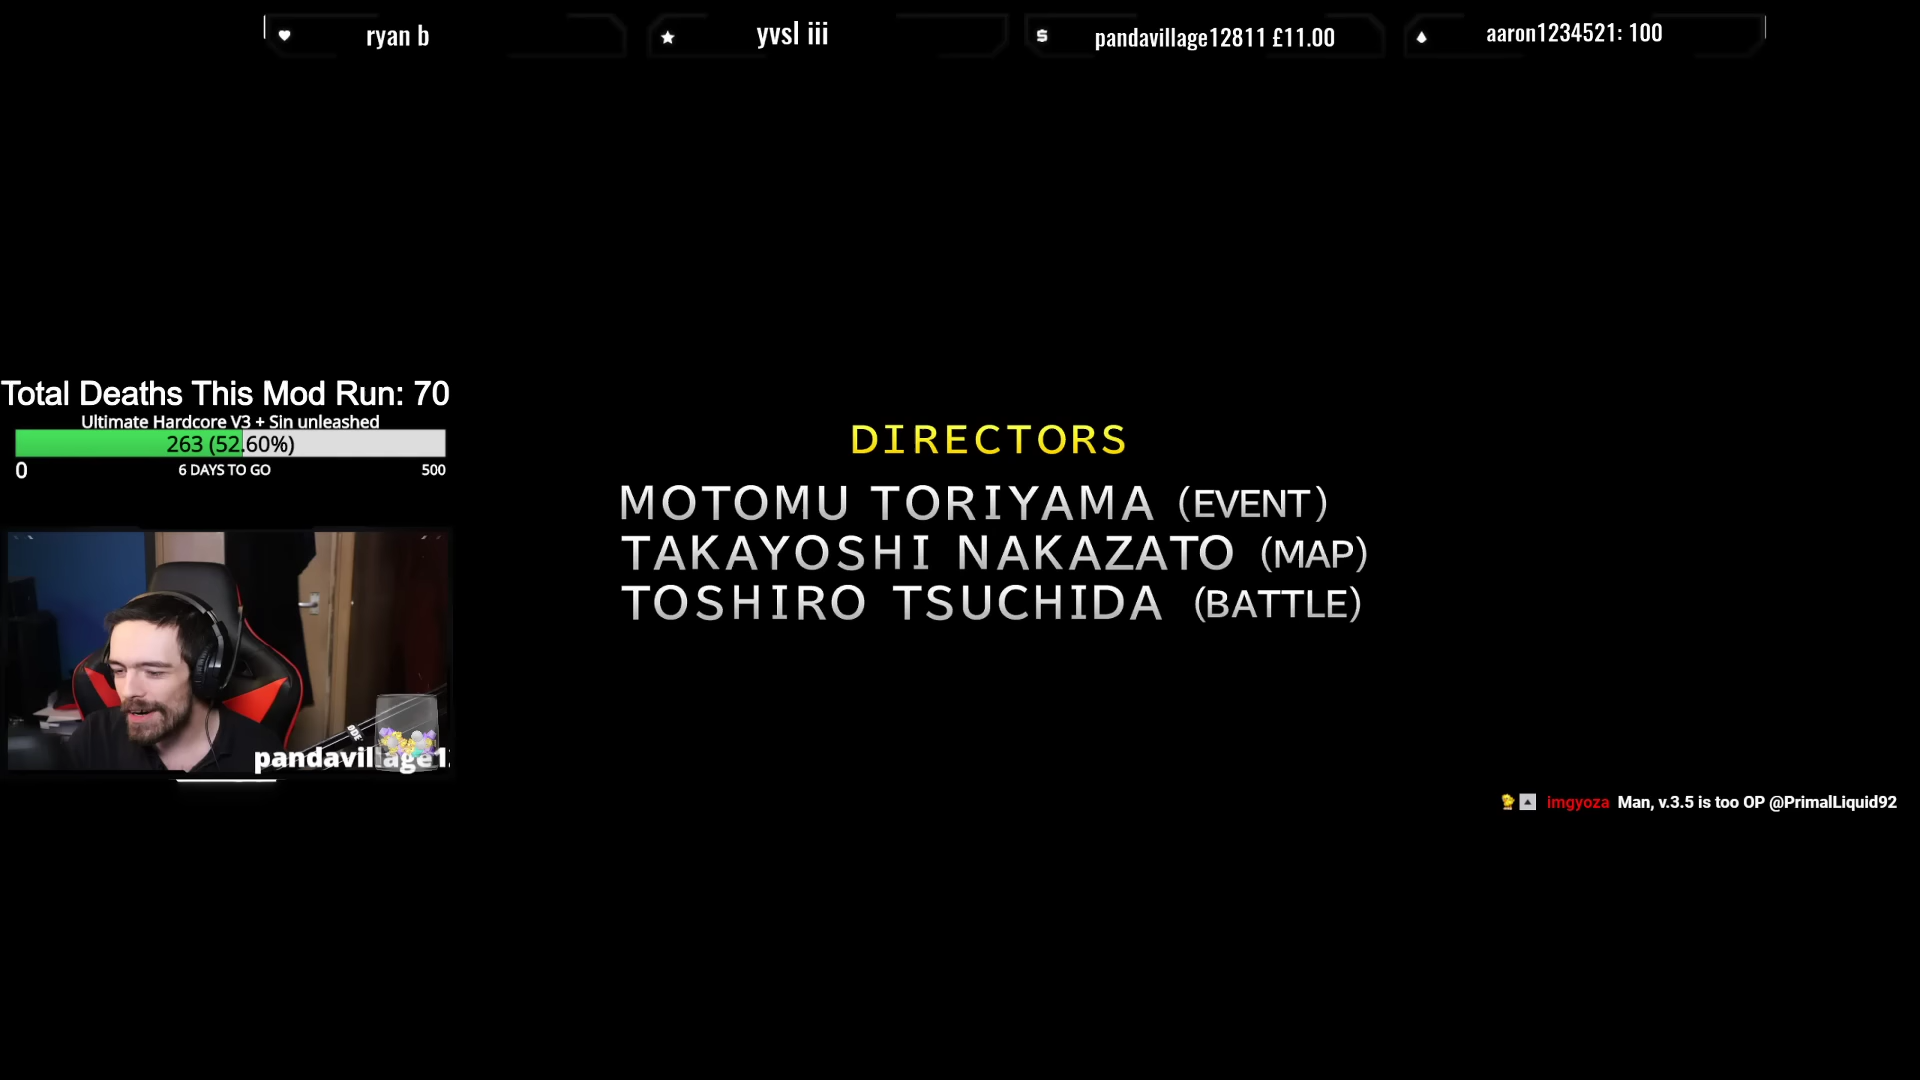 ryan b
yvsl iii
pandavillage12811 £11.00
aaron1234521: 100
Total Deaths This Mod Run: 70
Ultimate Hardcore V3 + Sin unleashed
263 (52.60%)
0
6 DAYS TO GO
500
DIRECTORS
MOTOMU TORIYAMA (EVENT)
TAKAYOSHI NAKAZATO (MAP)
TOSHIRO TSUCHIDA (BATTLE)
pandavillage1
imgyoza Man, v.3.5 is too OP @PrimalLiquid92